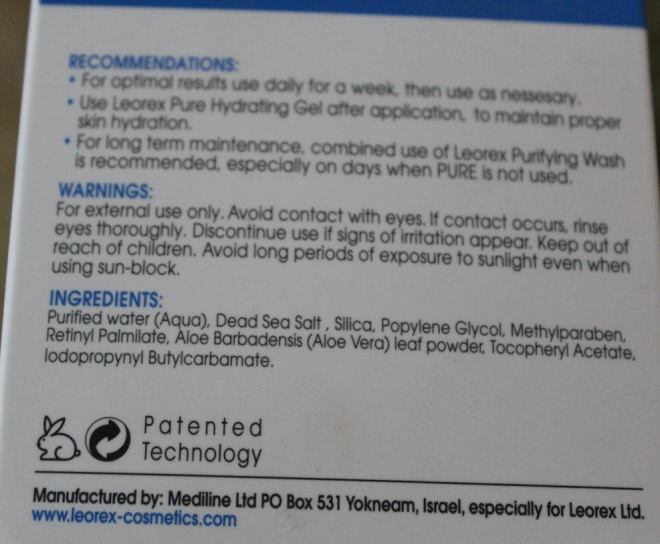 RECOMMENDATIONS:
• For optimal results use daily for a week, then use as nessesary.
• Use Leorex Pure Hydrating Gel after application, to maintain proper
skin hydration.
• For long term maintenance, combined use of Leorex Purifying Wash
is recommended, especially on days when PURE is not used.
WARNINGS:
For external use only. Avoid contact with eyes. If contact occurs, rinse
eyes thoroughly. Discontinue use if signs of irritation appear. Keep out of
reach of children. Avoid long periods of exposure to sunlight even when
using sun-block.
INGREDIENTS:
Purified water (Aqua), Dead Sea Salt , Silica, Popylene Glycol, Methylparaben,
Retinyl Palmilate, Aloe Barbadensis (Aloe Vera) leaf powder, Tocopheryl Acetate,
Iodopropynyl Butylcarbamate.
Patented
Technology
Manufactured by: Mediline Ltd PO Box 531 Yokneam, Israel, especially for Leorex Ltd.
www.leorex-cosmetics.com